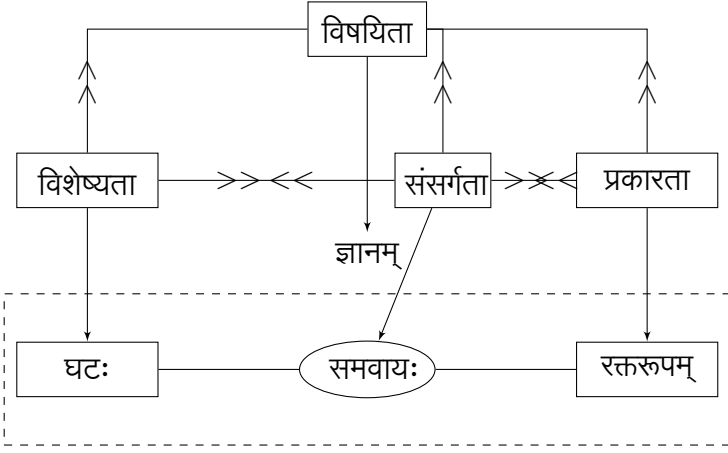 विषयिता
विशेष्यता
संसर्गता
प्रकारता
ज्ञानम्
घटः
समवायः
रक्तरूपम्